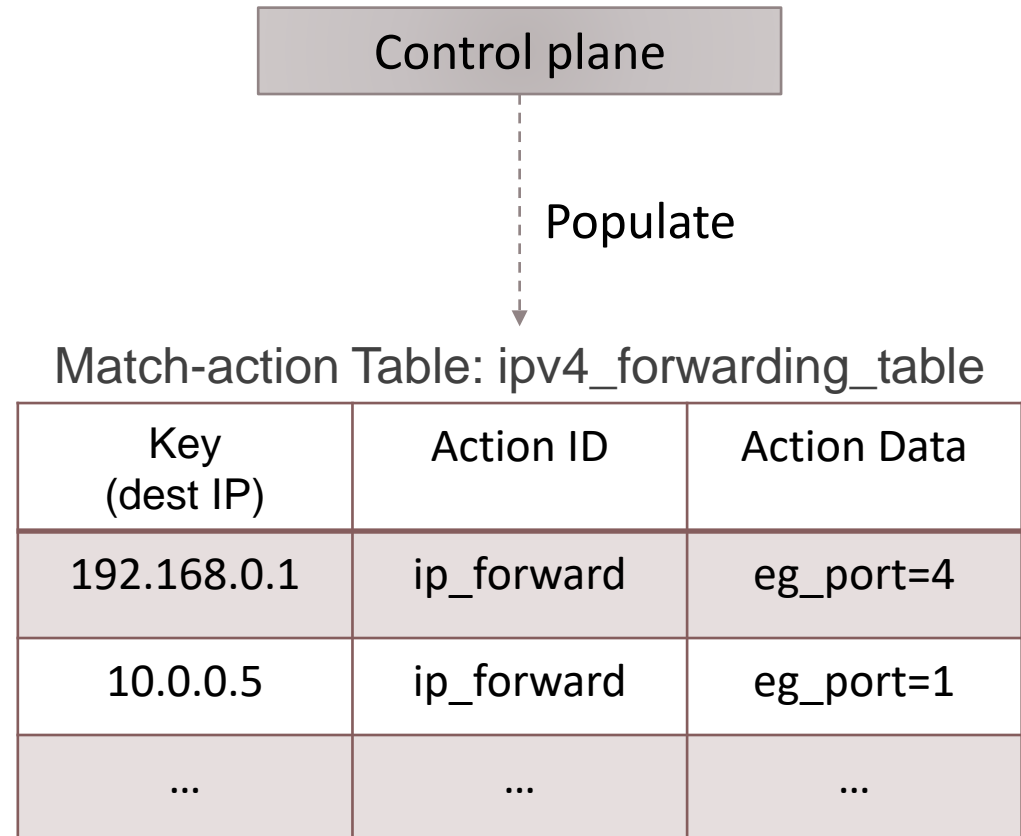 Control plane
Populate
Match-action Table: ipv4_forwarding_table
Key
(dest IP)
Action ID
Action Data
192.168.0.1
ip_forward
eg_port=4
10.0.0.5
ip_forward
eg_port=1
…
…
…